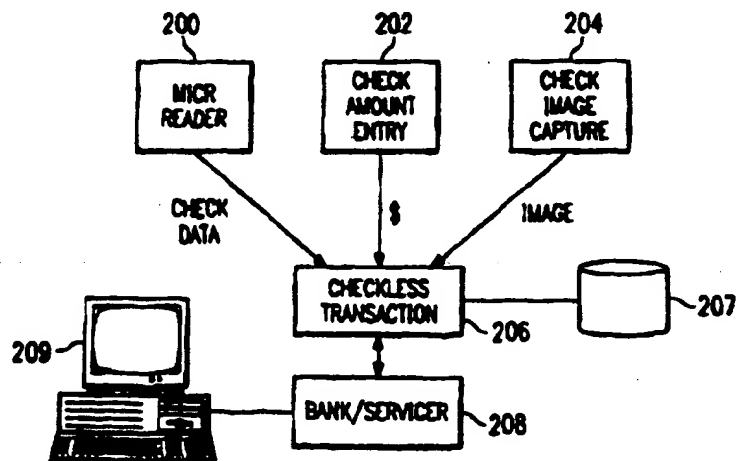 200
202
204
MICR
READER
CHECK
AMOUNT
ENTRY
CHECK
IMAGE
CAPTURE
CHECK
DATA
$
IMAGE
CHECKLESS
TRANSACTION
206
207
209
BANK/SERVICER
208